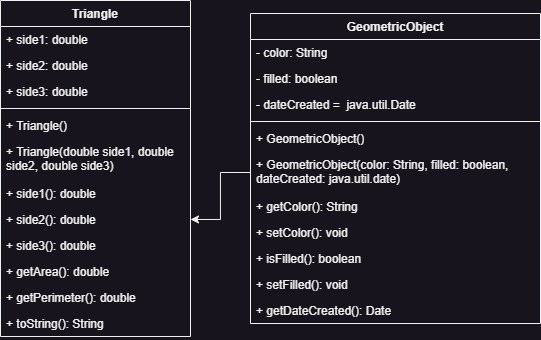 Triangle
+ side1: double
+ side2: double
+ side3: double
+ Triangle()
+ Triangle(double side1, double
side2, double side3)
+ side1(): double
+ side2(): double
+ side3(): double
+ getArea(): double
+ getPerimeter(): double
+ toString(): String
GeometricObject
- color: String
- filled: boolean
- dateCreated = java.util.Date
+ GeometricObject()
+ GeometricObject(color: String, filled: boolean,
dateCreated: java.util.date)
+ getColor(): String
+ setColor(): void
+ isFilled(): boolean
+ setFilled(): void
+ getDateCreated(): Date